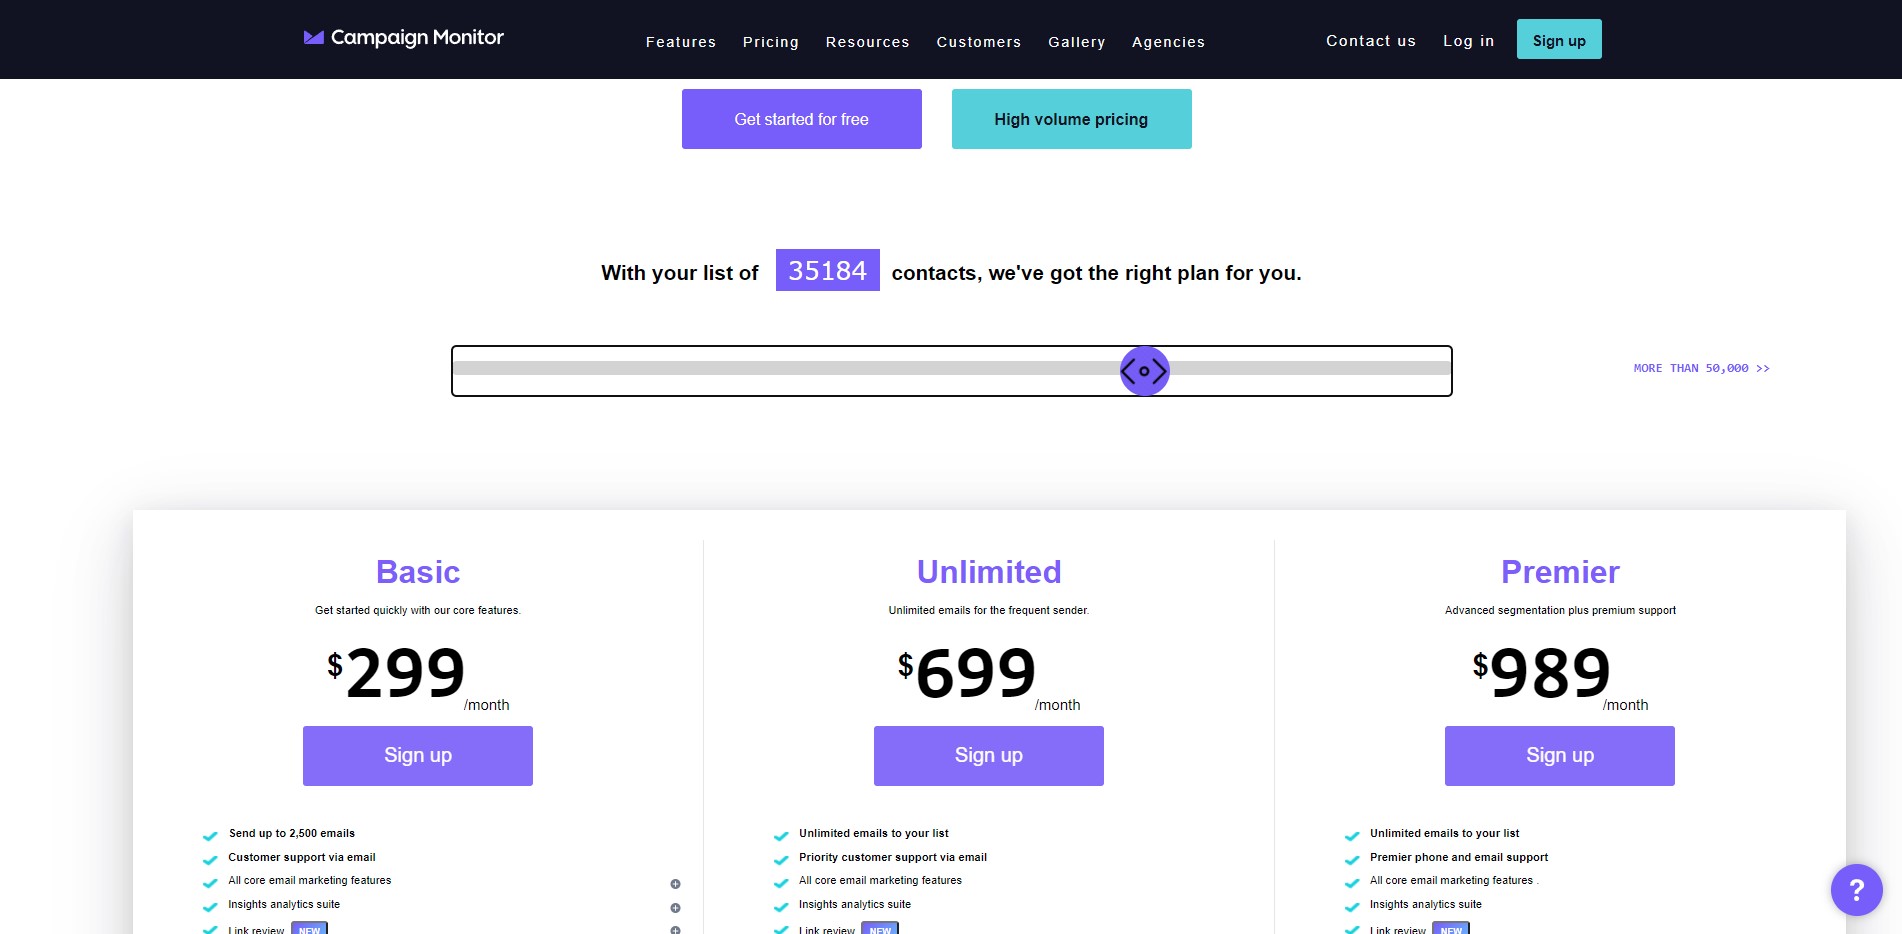 Campaign Monitor
Features Pricing Resources Customers Gallery Agencies
Contact us Log in Sign up
Get started for free
High volume pricing
With your list of 35184 contacts, we've got the right plan for you.
MORE THAN 50,000 >>
Basic
Get started quickly with our core features.
$299/month
Sign up
Send up to 2,500 emails
Customer support via email
All core email marketing features
Insights analytics suite
Link review NEW
Unlimited
Unlimited emails for the frequent sender.
$699/month
Sign up
Unlimited emails to your list
Priority customer support via email
All core email marketing features
Insights analytics suite
Link review NEW
Premier
Advanced segmentation plus premium support
$989/month
Sign up
Unlimited emails to your list
Premier phone and email support
All core email marketing features .
Insights analytics suite
Link review NEW
?